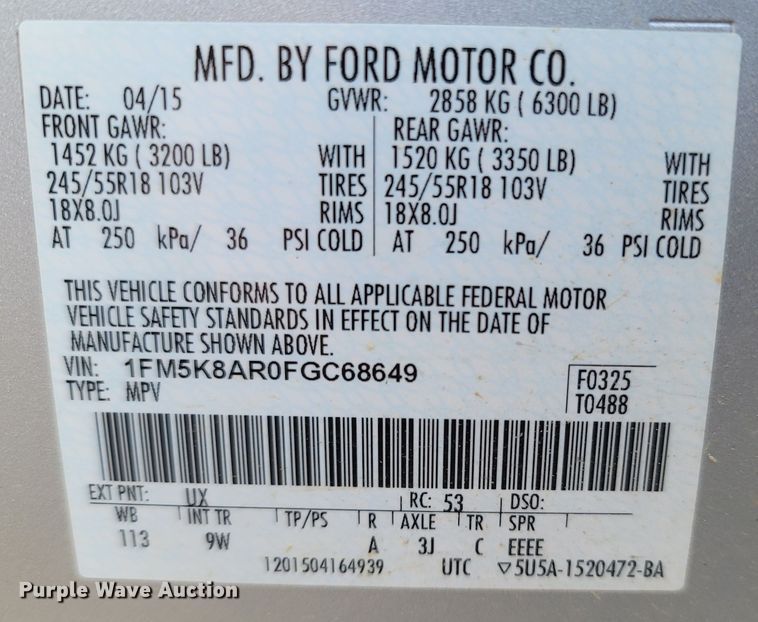 MFD. BY FORD MOTOR CO.
DATE: 04/15 GVWR: 2858 KG ( 6300 LB)
FRONT GAWR: REAR GAWR:
1452 KG ( 3200 LB) WITH 1520 KG ( 3350 LB) WITH
245/55R18 103V TIRES 245/55R18 103V TIRES
18X8.0J RIMS 18X8.0J RIMS
AT 250 kPa/ 36 PSI COLD AT 250 kPa/ 36 PSI COLD
THIS VEHICLE CONFORMS TO ALL APPLICABLE FEDERAL MOTOR
VEHICLE SAFETY STANDARDS IN EFFECT ON THE DATE OF
MANUFACTURE SHOWN ABOVE.
VIN: 1FM5K8AR0FGC68649
TYPE: MPV
F0325
T0488
EXT PNT: UX RC: 53 DSO:
WB INT TR TP/PS R AXLE TR SPR
113 9W A 3J C EEEE
1201504164939 UTC ▽5U5A-1520472-BA
Purple Wave Auction